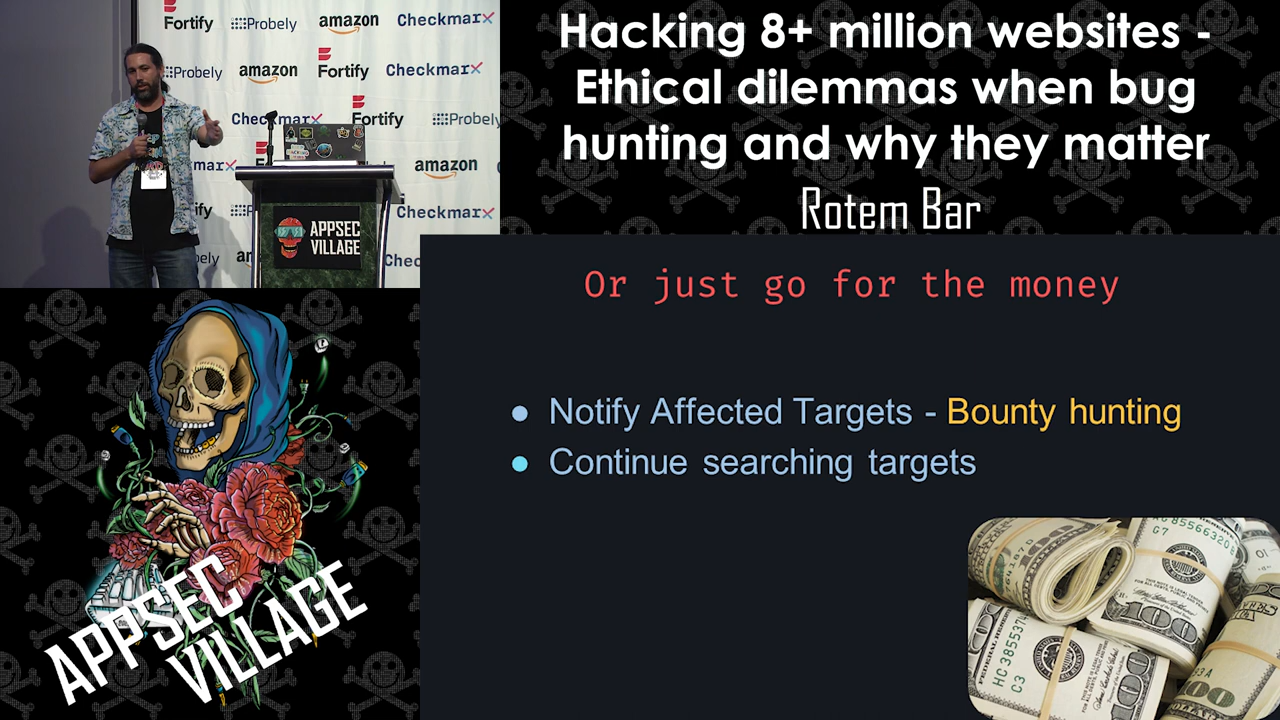 Fortify
Probely
amazon
Checkmarx
Probely
amazon
Fortify
Checkmarx
Checkmarx
Fortify
Probely
amazon
Checkmarx
APPSEC
VILLAGE
Hacking 8+ million websites -
Ethical dilemmas when bug
hunting and why they matter
Rotem Bar
Or just go for the money
● Notify Affected Targets - Bounty hunting
● Continue searching targets
APPSEC
VILLAGE